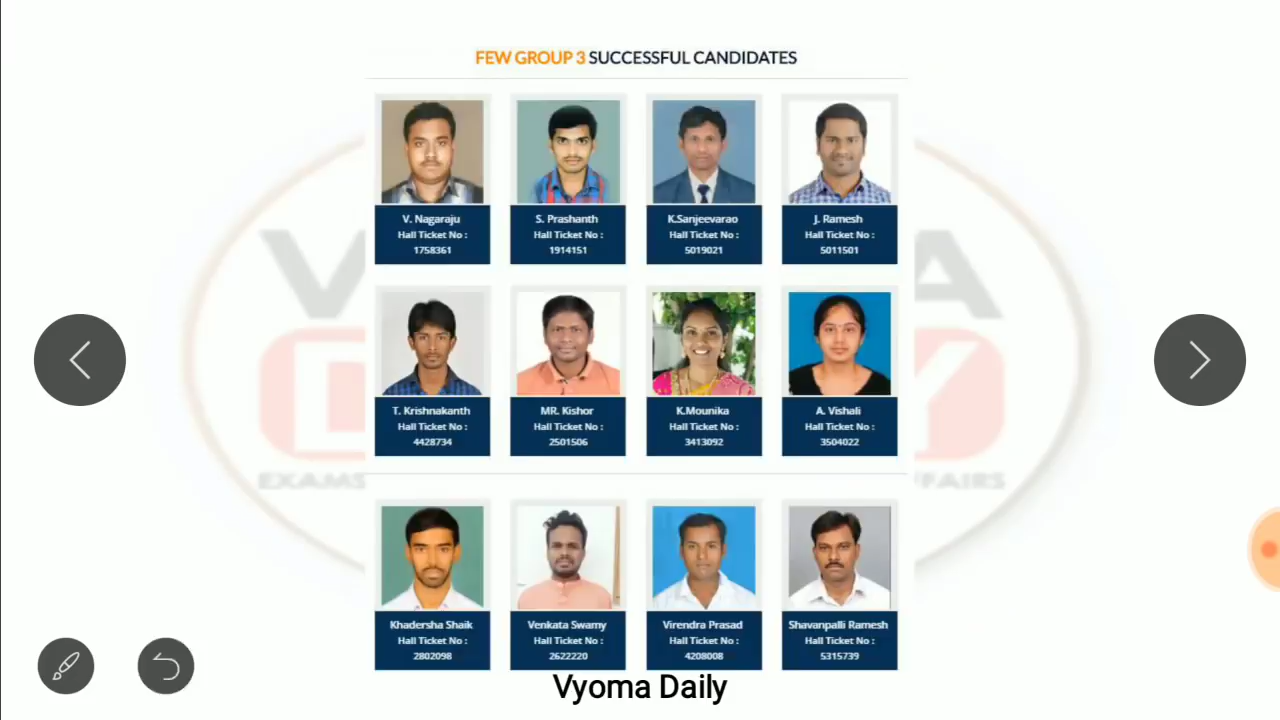 FEW GROUP 3 SUCCESSFUL CANDIDATES
V. Nagaraju
Hall Ticket No :
1758361
S. Prashanth
Hall Ticket No :
1914151
K.Sanjeevarao
Hall Ticket No :
5019021
J. Ramesh
Hall Ticket No :
5011501
T. Krishnakanth
Hall Ticket No :
4428734
MR. Kishor
Hall Ticket No :
2501506
K.Mounika
Hall Ticket No :
3413092
A. Vishali
Hall Ticket No :
3504022
EXAMS
FFAIRS
Khadersha Shaik
Hall Ticket No :
2802098
Venkata Swamy
Hall Ticket No :
2622220
Virendra Prasad
Hall Ticket No :
4208008
Shavanpalli Ramesh
Hall Ticket No :
5315739
Vyoma Daily